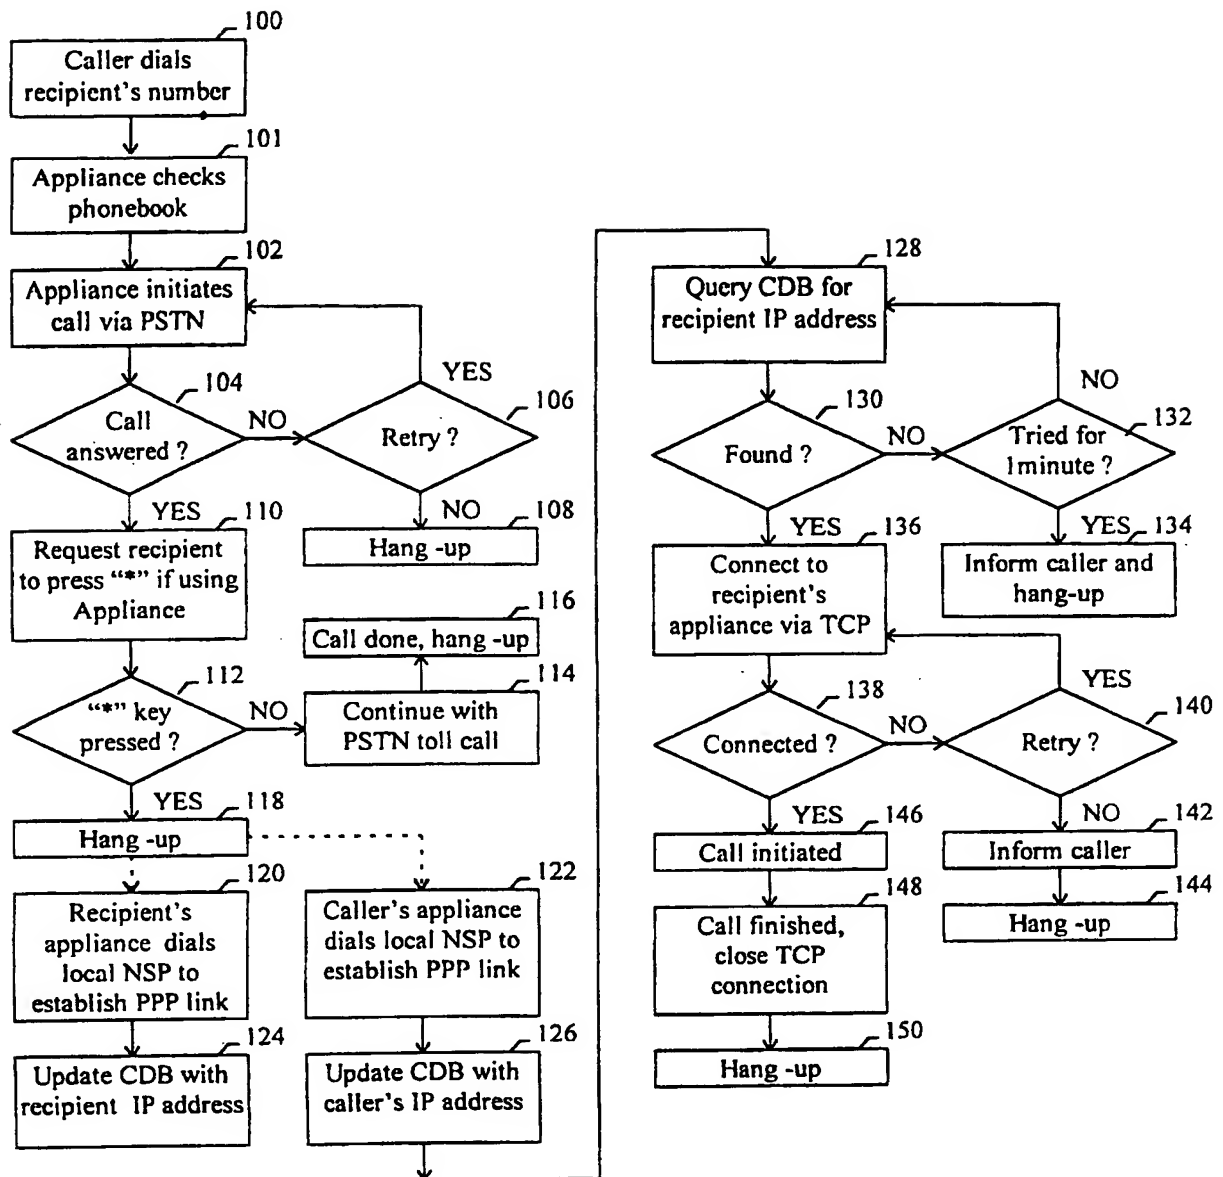 100
Caller dials
recipient's number
101
Appliance checks
phonebook
102
Appliance initiates
call via PSTN
104
Call
answered ?
NO
YES
106
Retry ?
YES
NO
108
Hang -up
110
Request recipient
to press “*” if using
Appliance
112
“*” key
pressed ?
NO
YES
114
Continue with
PSTN toll call
116
Call done, hang -up
118
Hang -up
120
Recipient's
appliance dials
local NSP to
establish PPP link
122
Caller's appliance
dials local NSP to
establish PPP link
124
Update CDB with
recipient IP address
126
Update CDB with
caller's IP address
128
Query CDB for
recipient IP address
130
Found ?
NO
YES
132
Tried for
1minute ?
NO
YES
134
Inform caller and
hang-up
136
Connect to
recipient's
appliance via TCP
138
Connected ?
NO
YES
140
Retry ?
YES
NO
142
Inform caller
144
Hang -up
146
Call initiated
148
Call finished,
close TCP
connection
150
Hang -up